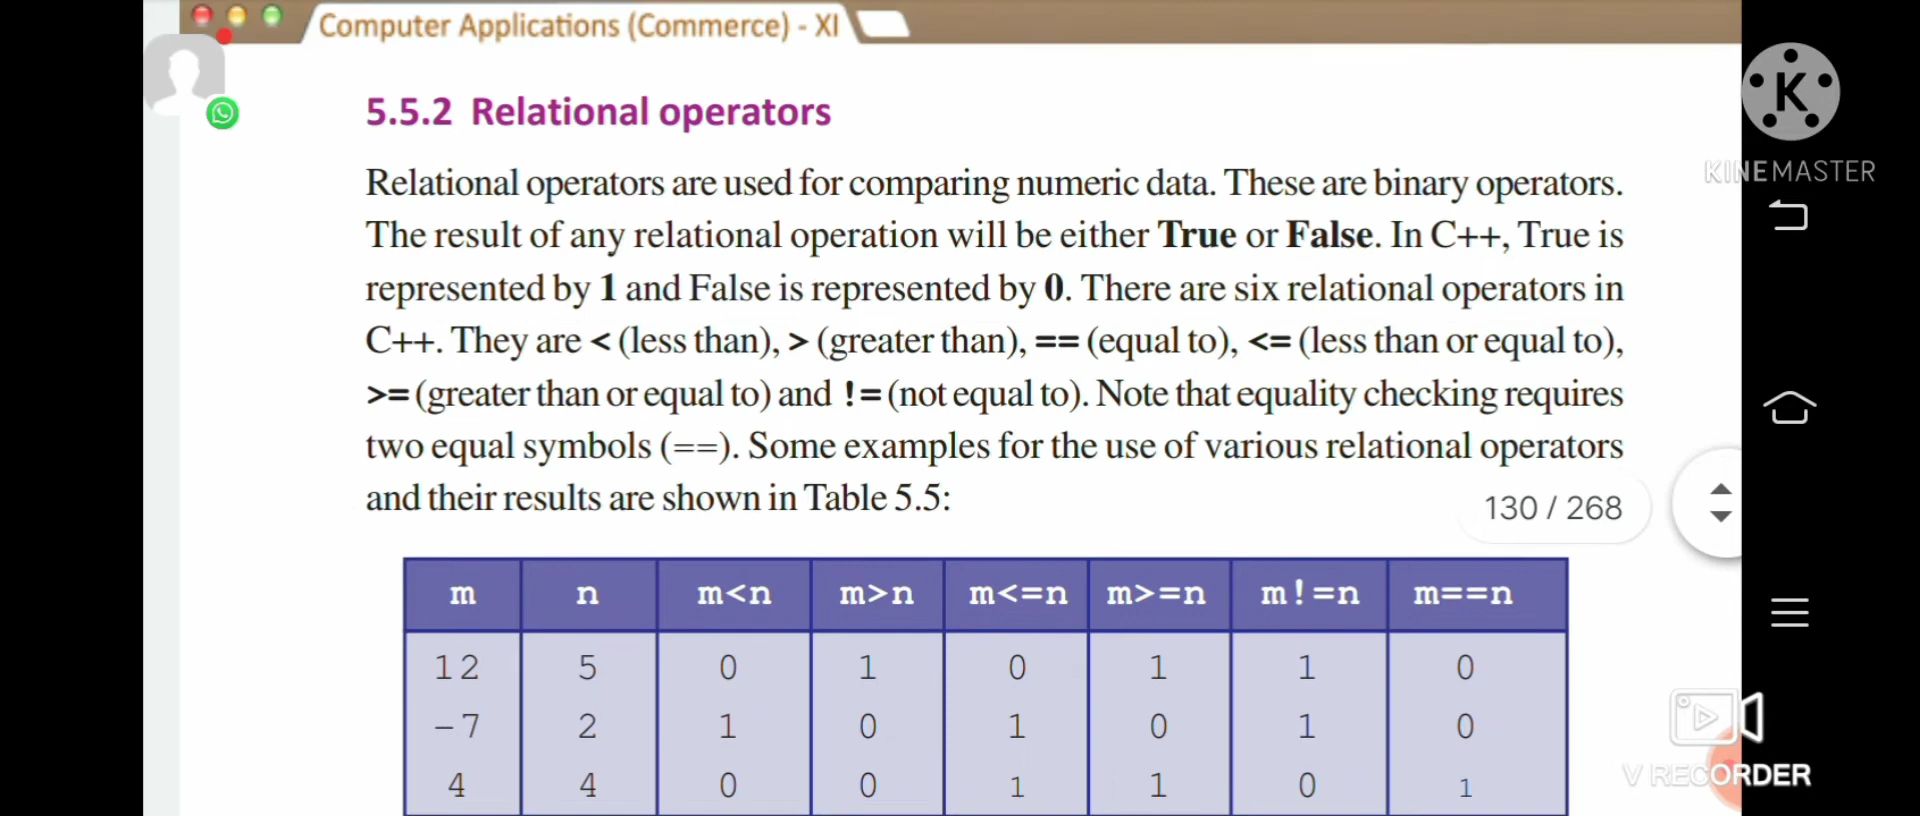 Computer Applications (Commerce) - XI
5.5.2 Relational operators
Relational operators are used for comparing numeric data. These are binary operators.
The result of any relational operation will be either True or False. In C++, True is
represented by 1 and False is represented by 0. There are six relational operators in
C++. They are < (less than), > (greater than), == (equal to), <= (less than or equal to),
>= (greater than or equal to) and != (not equal to). Note that equality checking requires
two equal symbols (==). Some examples for the use of various relational operators
and their results are shown in Table 5.5:
m n m<n m>n m<=n m>=n m!=n m==n
12 5 0 1 0 1 1 0
-7 2 1 0 1 0 1 0
4 4 0 0 1 1 0 1
130 / 268
K
KINEMASTER
V RECORDER